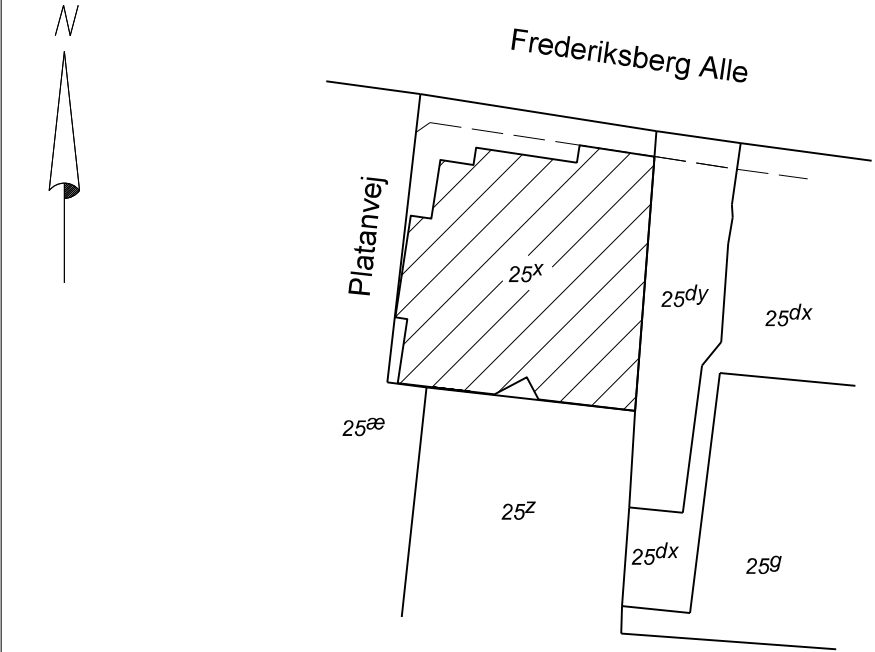 N
Frederiksberg Alle
Platanvej
25x
25dy
25dx
25æ
25z
25dx
25g